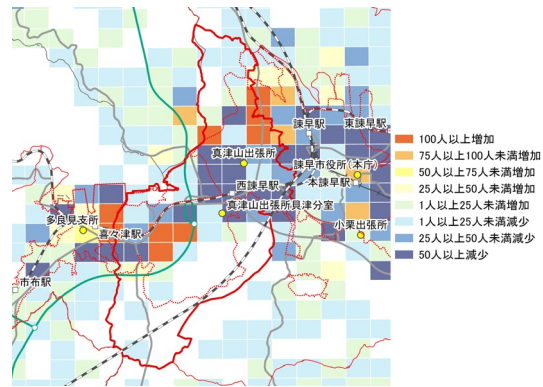 諫早駅
東諫早駅
真津山出張所
諫早市役所(本庁)
西諫早駅
本諫早駅
真津山出張所貝津分室
多良見支所
小栗出張所
喜々津駅
市布駅
100人以上増加
75人以上100人未満増加
50人以上75人未満増加
25人以上50人未満増加
1人以上25人未満増加
1人以上25人未満減少
25人以上50人未満減少
50人以上減少